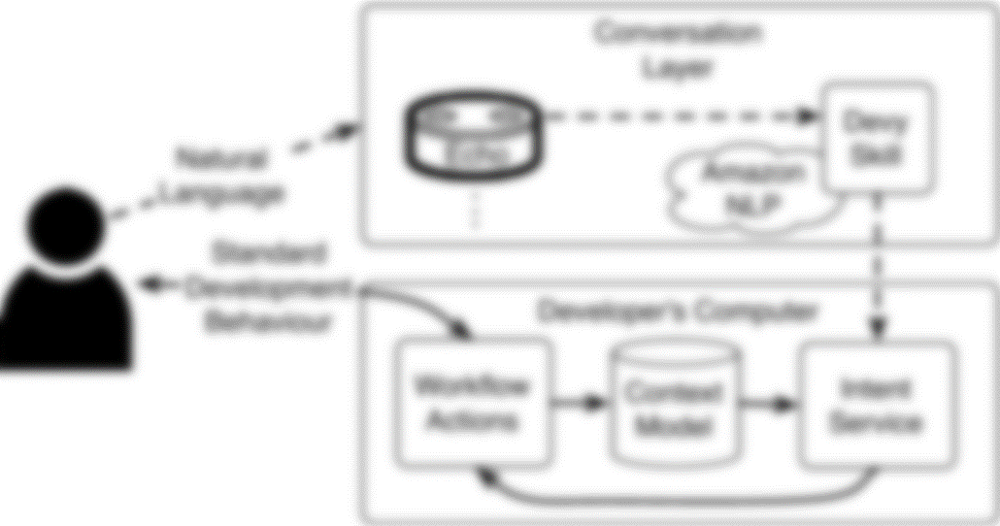 Conversation
Layer
Echo
Devy
Skill
Amazon
NLP
Natural
Language
Standard
Development
Behaviour
Developer's Computer
Workflow
Actions
Context
Model
Intent
Service